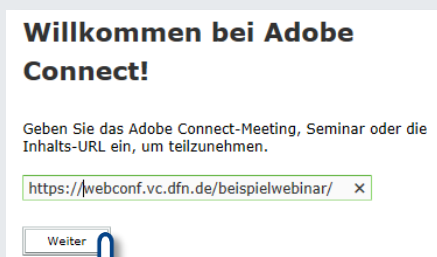 Willkommen bei Adobe
Connect!
Geben Sie das Adobe Connect-Meeting, Seminar oder die
Inhalts-URL ein, um teilzunehmen.
https://webconf.vc.dfn.de/beispielwebinar/
Weiter